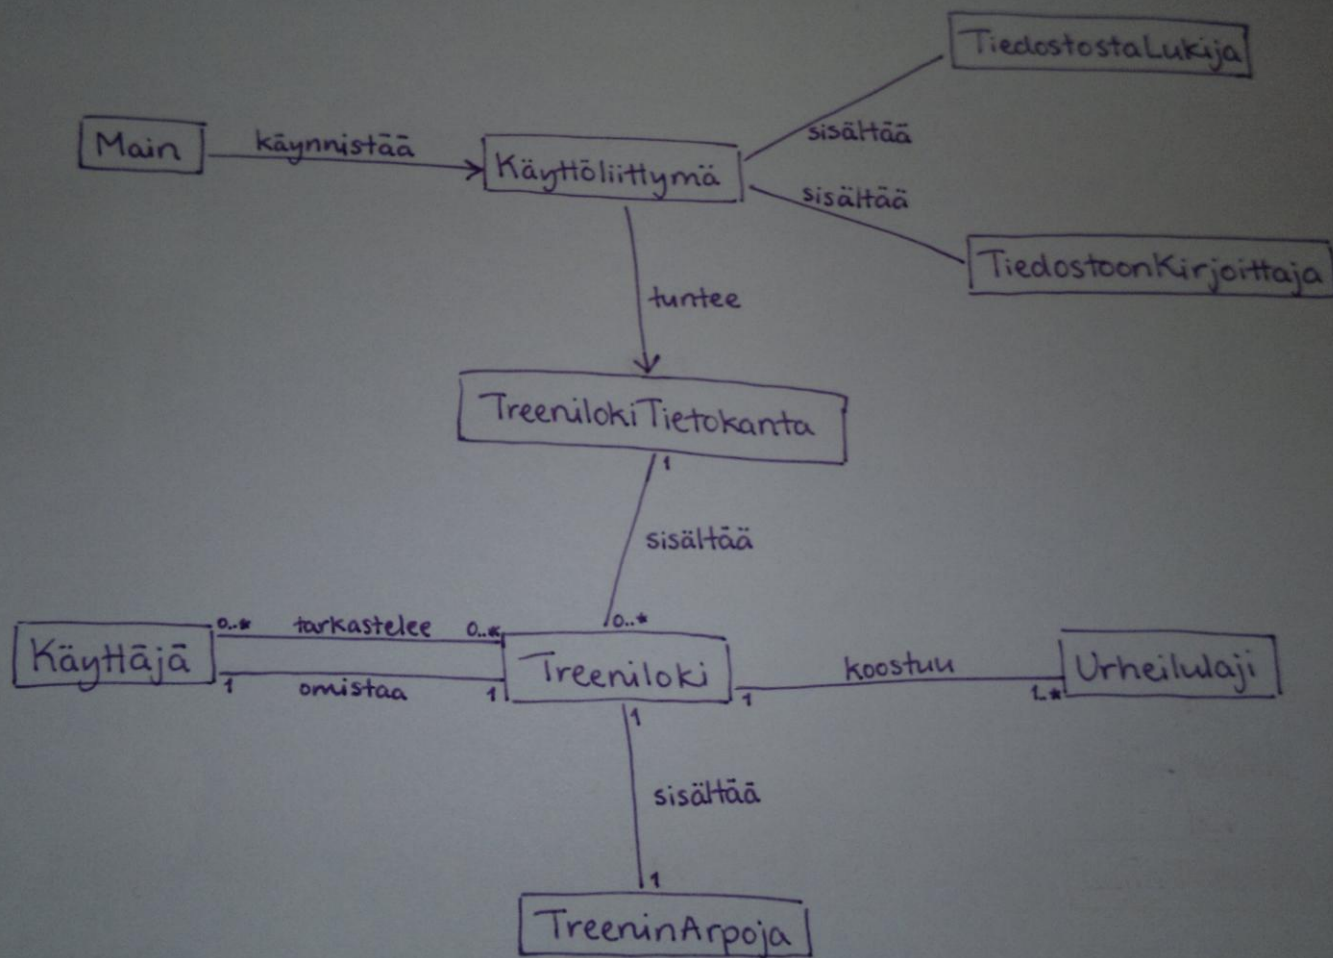 TiedostostaLukija
Main
käynnistää
Käyttöliittymä
sisältää
sisältää
TiedostoonKirjoittaja
tuntee
TreenilokiTietokanta
1
sisältää
0..*
0..*
tarkastelee
0..*
Käyttäjä
1
omistaa
1
Treeniloki
1
koostuu
1..*
Urheilulaji
1
sisältää
1
TreeninArpoja